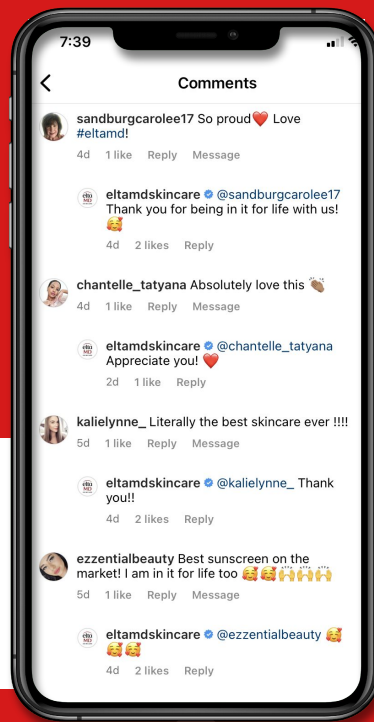 7:39
Comments
sandburgcarolee17 So proud❤️ Love
#eltamd!
4d 1 like Reply Message
eltamdskincare @sandburgcarolee17
Thank you for being in it for life with us!
🥰
4d 2 likes Reply
chantelle_tatyana Absolutely love this 👏🏽
4d 1 like Reply Message
eltamdskincare @chantelle_tatyana
Appreciate you! ❤️
2d 1 like Reply
kalielynne_ Literally the best skincare ever !!!!
5d 1 like Reply Message
eltamdskincare @kalielynne_ Thank
you!!
4d 2 likes Reply
ezzentialbeauty Best sunscreen on the
market! I am in it for life too 🥰🥰🙌🙌🙌
5d 1 like Reply Message
eltamdskincare @ezzentialbeauty 🥰
🥰🥰
4d 2 likes Reply